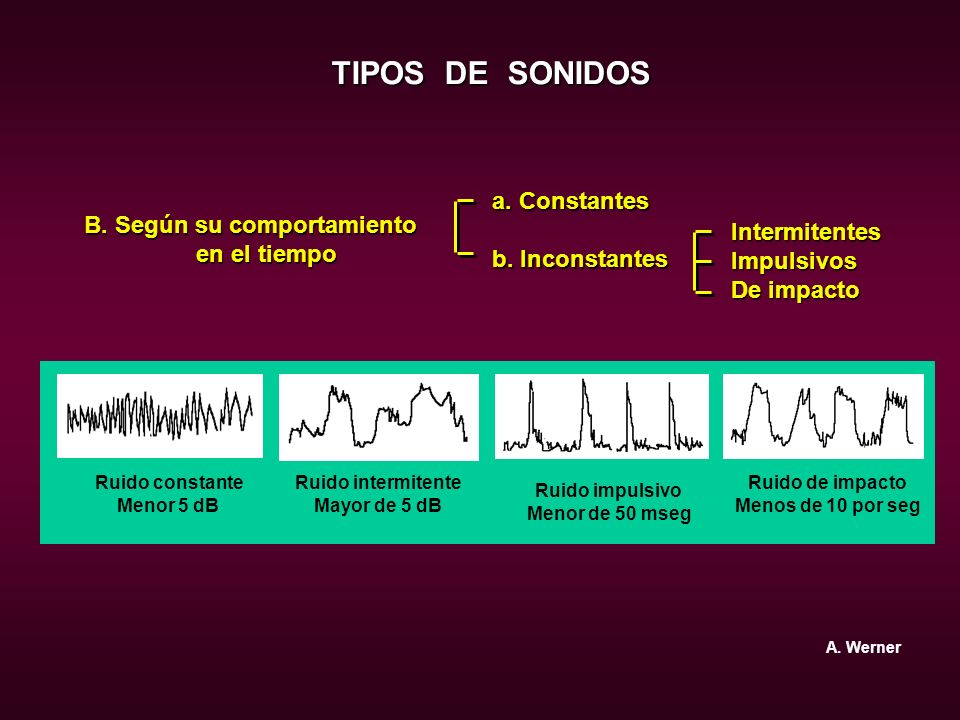 TIPOS DE SONIDOS
B. Según su comportamiento
en el tiempo
a. Constantes
b. Inconstantes
Intermitentes
Impulsivos
De impacto
Ruido constante
Menor 5 dB
Ruido intermitente
Mayor de 5 dB
Ruido impulsivo
Menor de 50 mseg
Ruido de impacto
Menos de 10 por seg
A. Werner